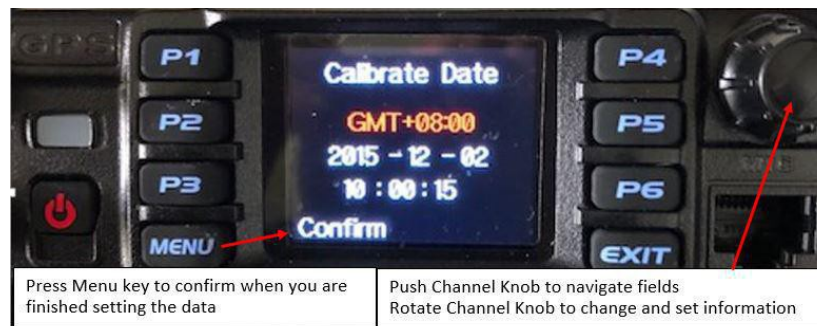 GPS
P1
P2
P3
MENU
Calibrate Date
GMT+08:00
2015 - 12 - 02
10 : 00 : 15
Confirm
P4
P5
P6
EXIT
Press Menu key to confirm when you are
finished setting the data
Push Channel Knob to navigate fields
Rotate Channel Knob to change and set information